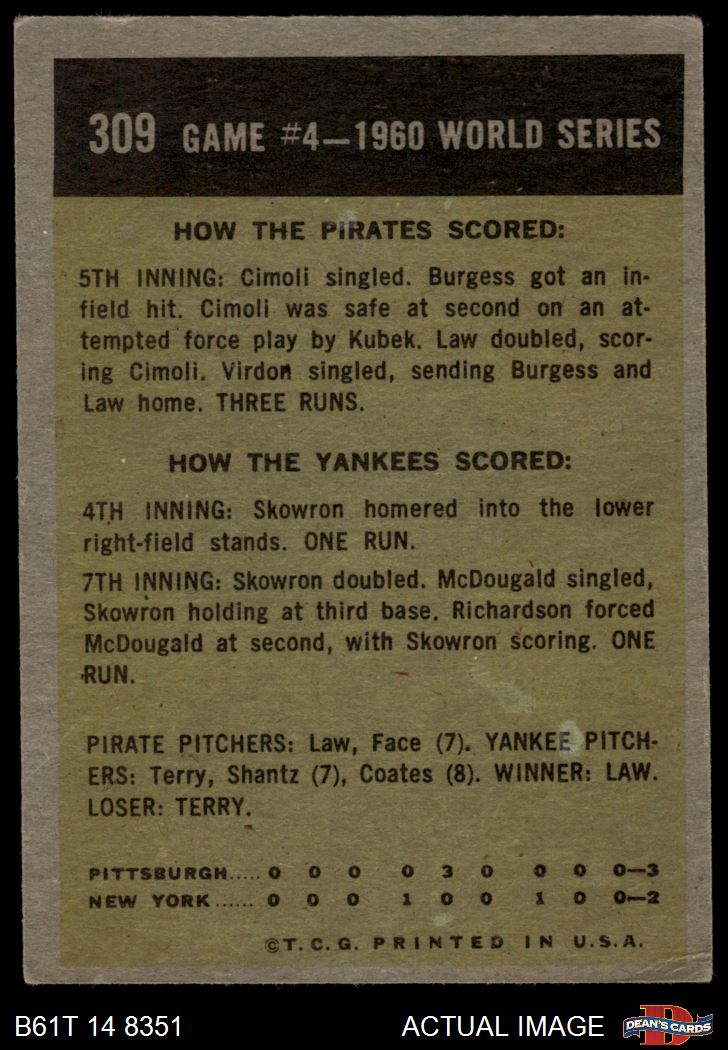 309 GAME #4—1960 WORLD SERIES
HOW THE PIRATES SCORED:
5TH INNING: Cimoli singled. Burgess got an in-
field hit. Cimoli was safe at second on an at-
tempted force play by Kubek. Law doubled, scor-
ing Cimoli. Virdon singled, sending Burgess and
Law home. THREE RUNS.
HOW THE YANKEES SCORED:
4TH INNING: Skowron homered into the lower
right-field stands. ONE RUN.
7TH INNING: Skowron doubled. McDougald singled,
Skowron holding at third base. Richardson forced
McDougald at second, with Skowron scoring. ONE
RUN.
PIRATE PITCHERS: Law, Face (7). YANKEE PITCH-
ERS: Terry, Shantz (7), Coates (8). WINNER: LAW.
LOSER: TERRY.
PITTSBURGH..... 0 0 0 0 3 0 0 0 0—3
NEW YORK...... 0 0 0 1 0 0 1 0 0—2
©T.C.G. PRINTED IN U.S.A.
B61T 14 8351 ACTUAL IMAGE D DEAN'S CARDS